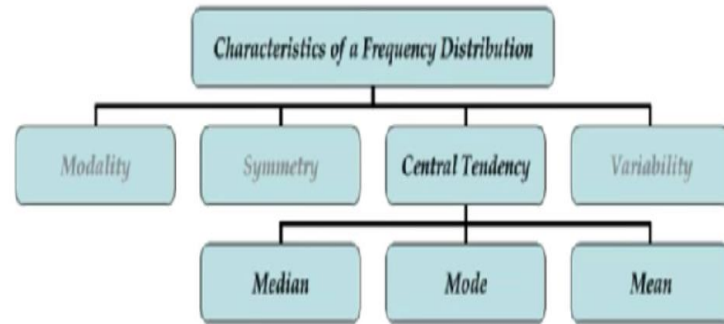 Characteristics of a Frequency Distribution
Modality
Symmetry
Central Tendency
Variability
Median
Mode
Mean